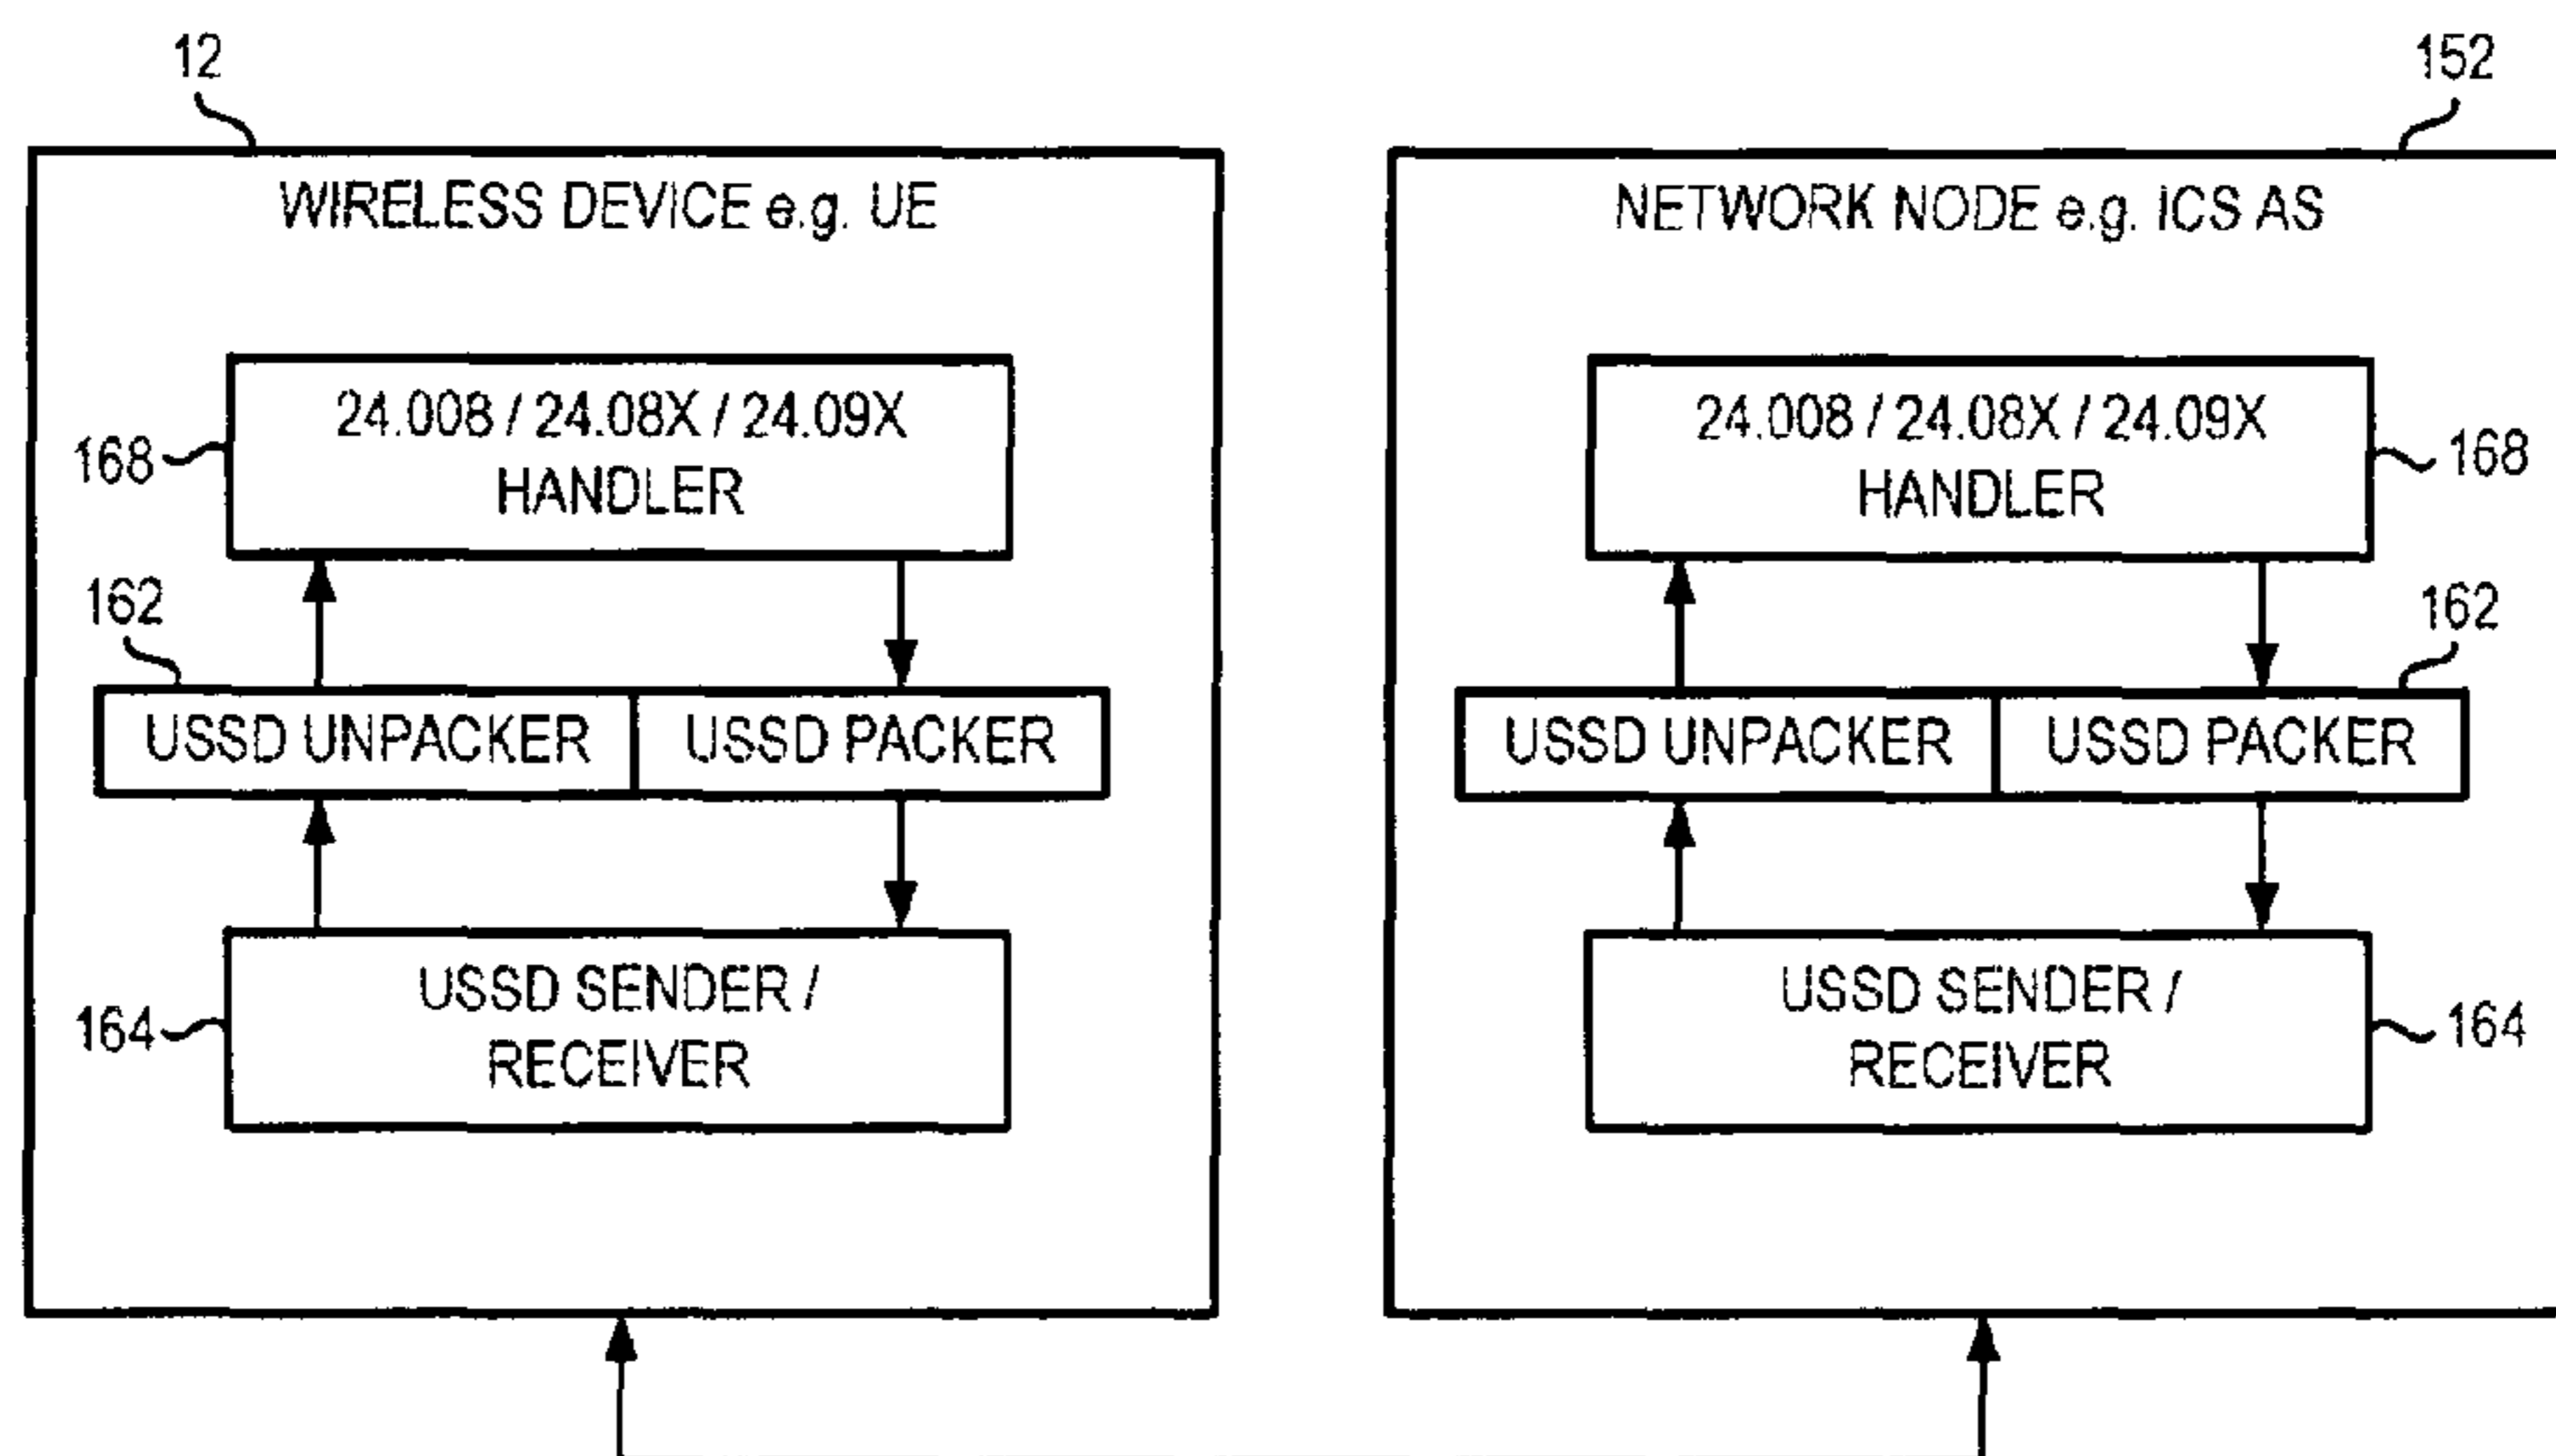 12
152
WIRELESS DEVICE e.g. UE
NETWORK NODE e.g. ICS AS
24.008 / 24.08X / 24.09X
HANDLER
168
24.008 / 24.08X / 24.09X
HANDLER
168
162
162
USSD UNPACKER
USSD PACKER
USSD UNPACKER
USSD PACKER
USSD SENDER /
RECEIVER
164
USSD SENDER /
RECEIVER
164